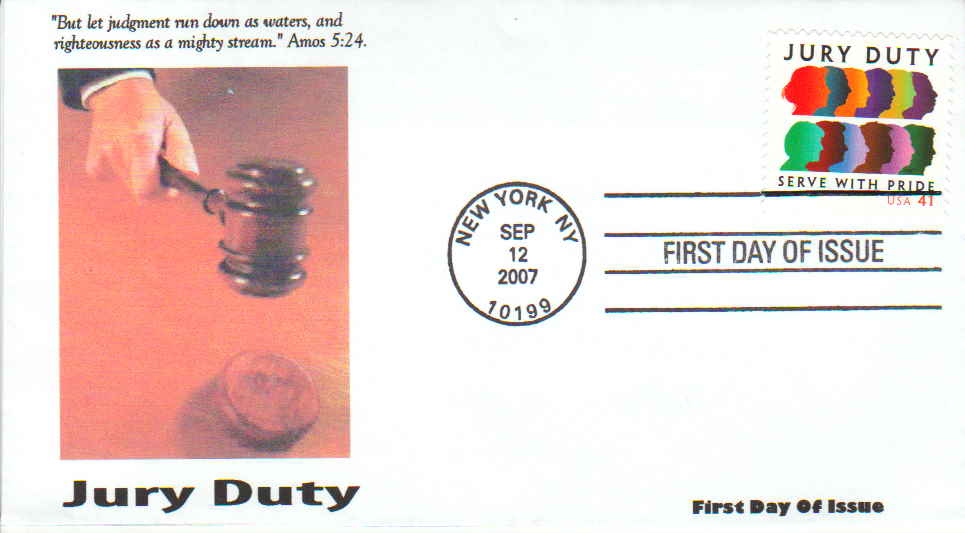 "But let judgment run down as waters, and
righteousness as a mighty stream." Amos 5:24.
JURY DUTY
SERVE WITH PRIDE
USA 41
NEW YORK NY
SEP
12
2007
10199
FIRST DAY OF ISSUE
Jury Duty
First Day Of Issue